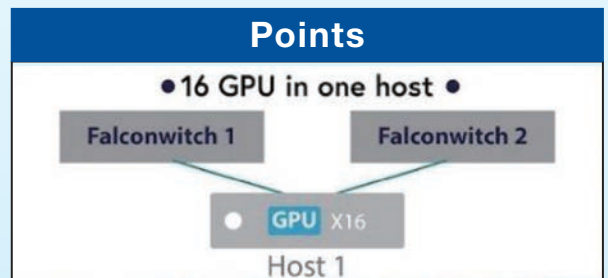 Points
●16 GPU in one host ●
Falconwitch 1 Falconwitch 2
GPU X16
Host 1